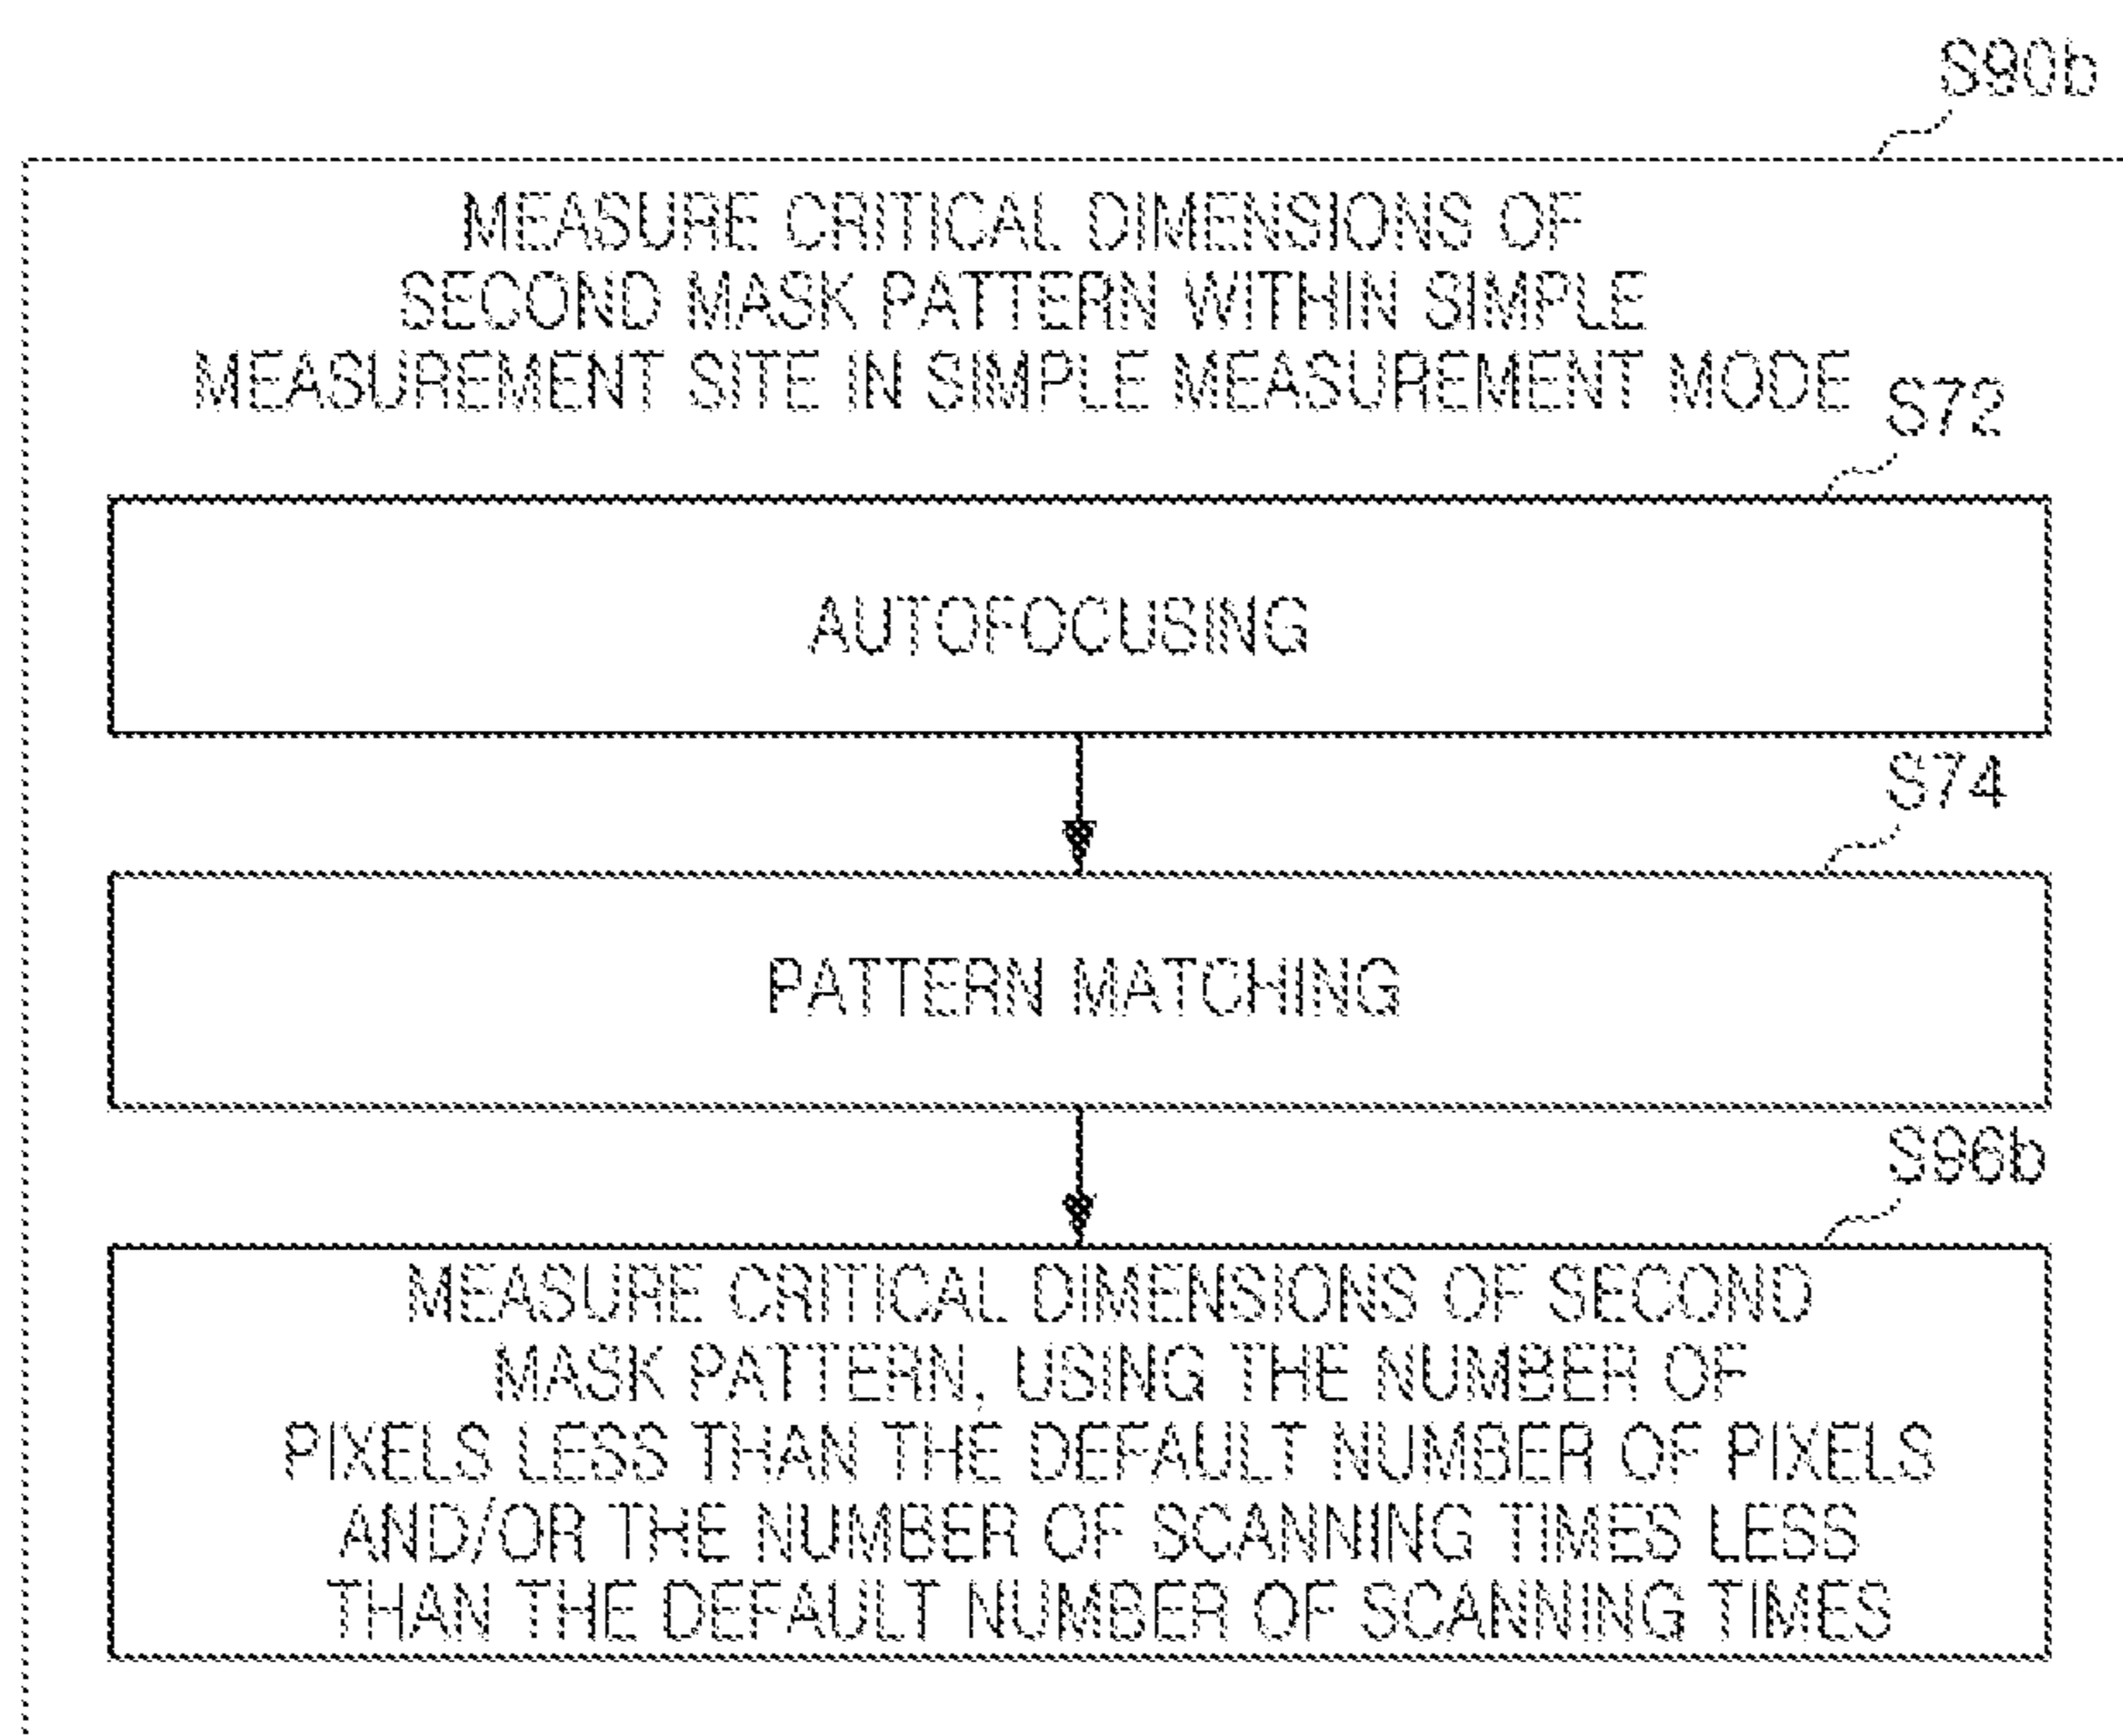 S90b
MEASURE CRITICAL DIMENSIONS OF
SECOND MASK PATTERN WITHIN SIMPLE
MEASUREMENT SITE IN SIMPLE MEASUREMENT MODE
S72
AUTOFOCUSING
S74
PATTERN MATCHING
S96b
MEASURE CRITICAL DIMENSIONS OF SECOND
MASK PATTERN, USING THE NUMBER OF
PIXELS LESS THAN THE DEFAULT NUMBER OF PIXELS
AND/OR THE NUMBER OF SCANNING TIMES LESS
THAN THE DEFAULT NUMBER OF SCANNING TIMES